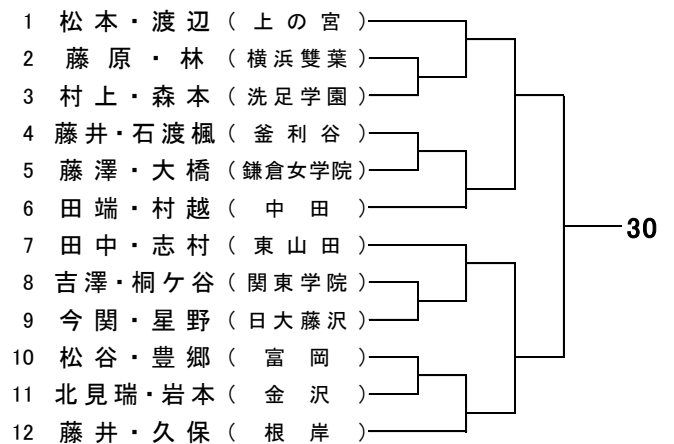 1 松本・渡辺 (上の宮)
2 藤原・林 (横浜雙葉)
3 村上・森本 (洗足学園)
4 藤井・石渡楓 (釜利谷)
5 藤澤・大橋 (鎌倉女学院)
6 田端・村越 (中田)
7 田中・志村 (東山田)
8 吉澤・桐ケ谷 (関東学院)
9 今関・星野 (日大藤沢)
10 松谷・豊郷 (富岡)
11 北見瑞・岩本 (金沢)
12 藤井・久保 (根岸)
30